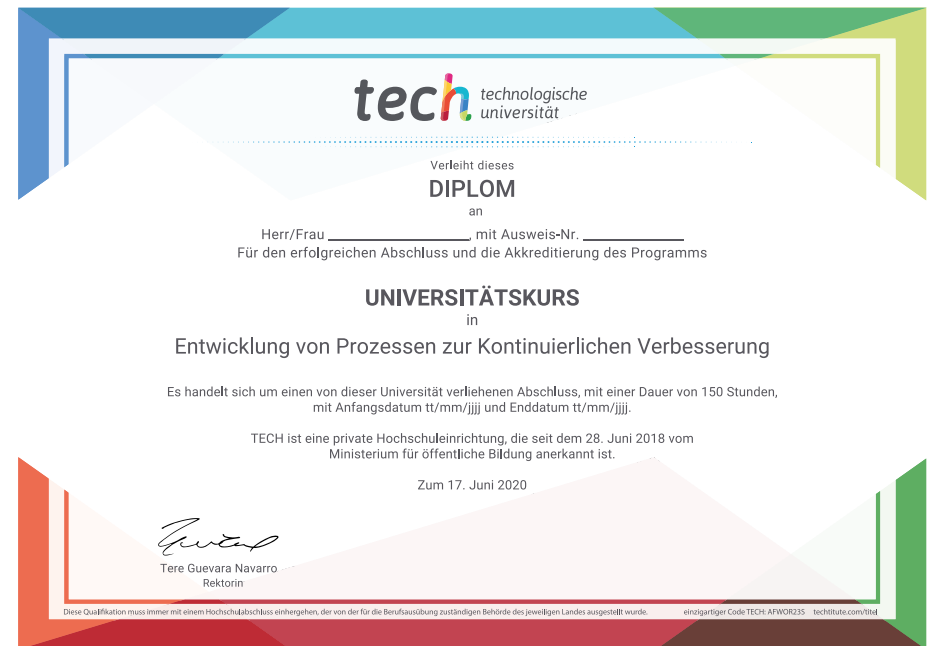 tech technologische
universität
Verleiht dieses
DIPLOM
an
Herr/Frau ____________________, mit Ausweis-Nr. ______________
Für den erfolgreichen Abschluss und die Akkreditierung des Programms
UNIVERSITÄTSKURS
in
Entwicklung von Prozessen zur Kontinuierlichen Verbesserung
Es handelt sich um einen von dieser Universität verliehenen Abschluss, mit einer Dauer von 150 Stunden,
mit Anfangsdatum tt/mm/jjjj und Enddatum tt/mm/jjjj.
TECH ist eine private Hochschuleinrichtung, die seit dem 28. Juni 2018 vom
Ministerium für öffentliche Bildung anerkannt ist.
Zum 17. Juni 2020
Tere Guevara Navarro
Rektorin
Diese Qualifikation muss immer mit einem Hochschulabschluss einhergehen, der von der für die Berufsausübung zuständigen Behörde des jeweiligen Landes ausgestellt wurde. einzigartiger Code TECH: AFWOR23S techtitute.com/titel